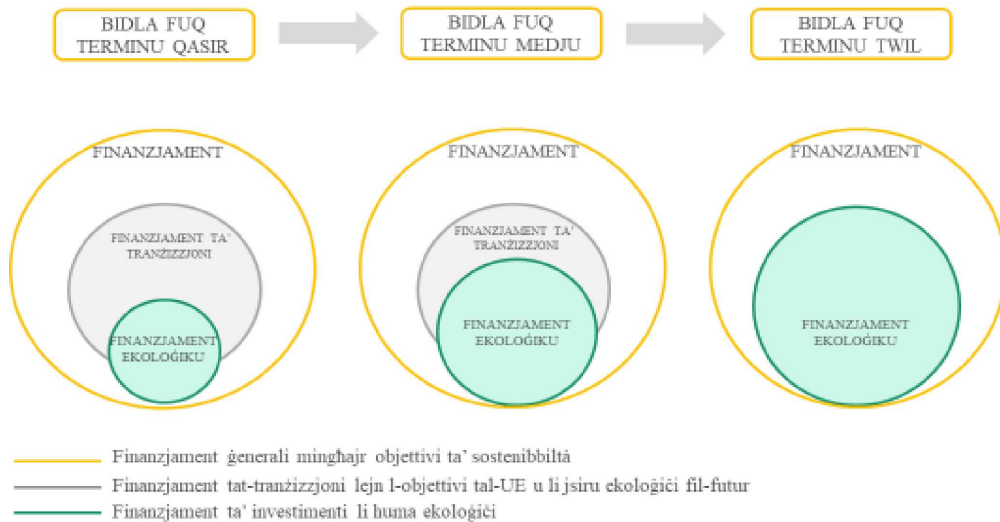 BIDLA FUQ
TERMINU QASIR
BIDLA FUQ
TERMINU MEDJU
BIDLA FUQ
TERMINU TWIL
FINANZJAMENT
FINANZJAMENT TA'
TRANŻIZZJONI
FINANZJAMENT
EKOLOĠIKU
FINANZJAMENT
FINANZJAMENT TA'
TRANŻIZZJONI
FINANZJAMENT
EKOLOĠIKU
FINANZJAMENT
FINANZJAMENT
EKOLOĠIKU
Finanzjament ġenerali mingħajr objettivi ta' sostenibbiltà
Finanzjament tat-tranżizzjoni lejn l-objettivi tal-UE u li jsiru ekoloġiċi fil-futur
Finanzjament ta' investimenti li huma ekoloġiċi